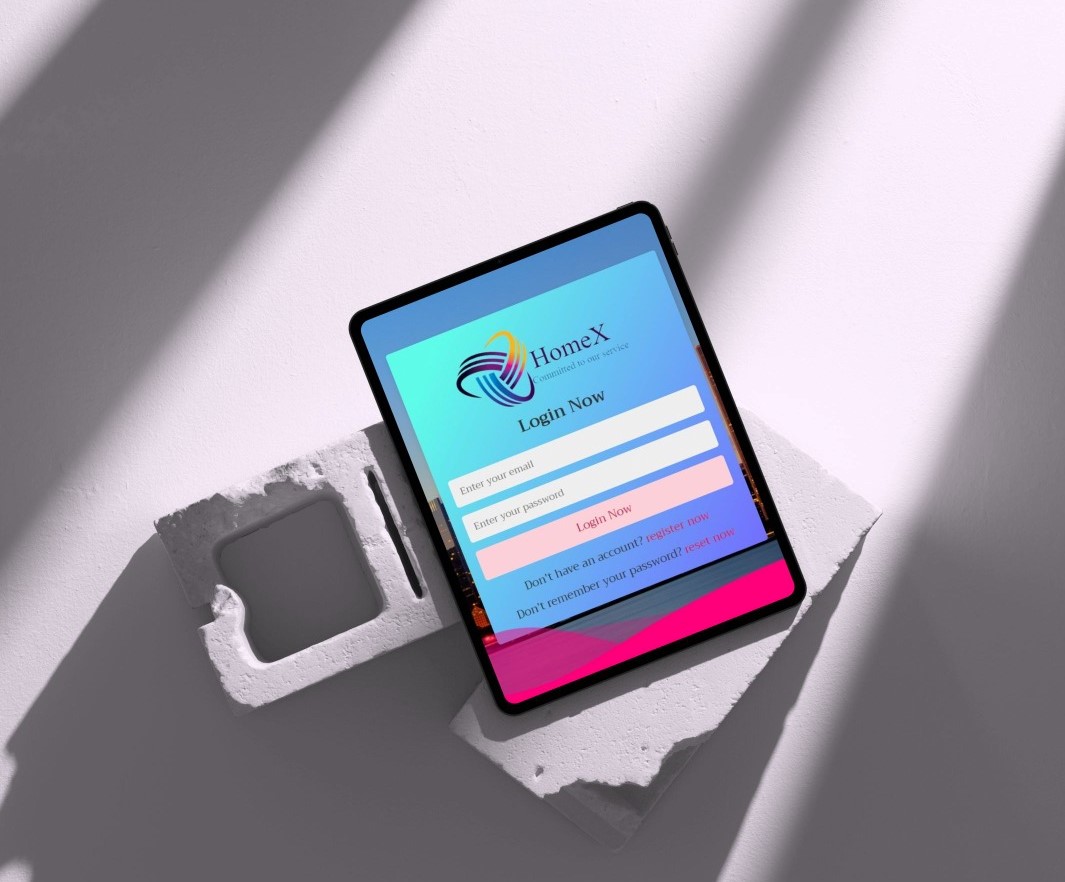 HomeX
Committed to our service
Login Now
Enter your email
Enter your password
Login Now
Don't have an account? register now
Don't remember your password? reset now